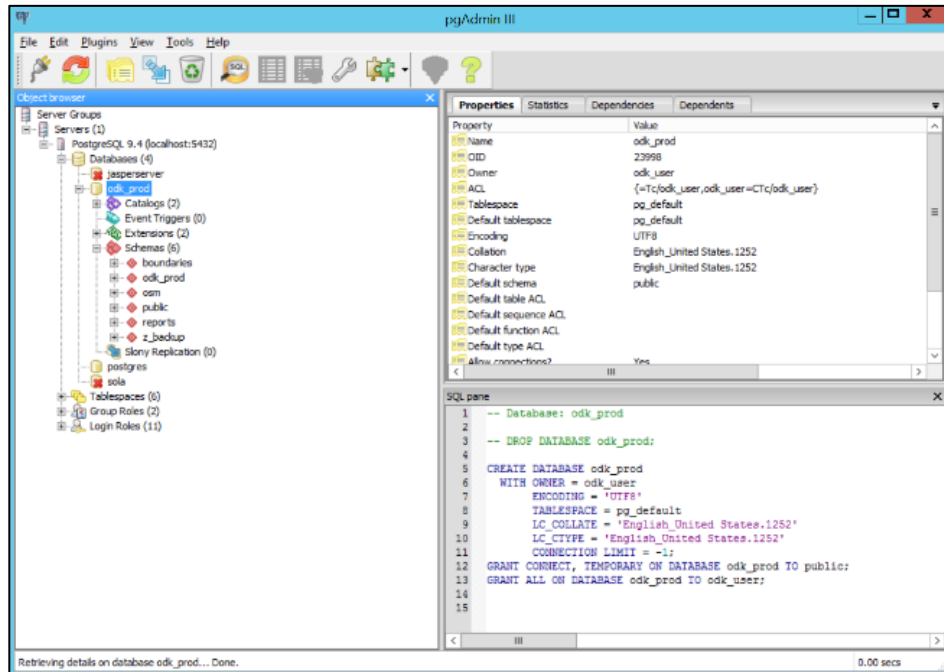 pgAdmin III
File Edit Plugins View Tools Help
SQL
Object browser
Server Groups
Servers (1)
PostgreSQL 9.4 (localhost:5432)
Databases (4)
jasperserver
odk_prod
Catalogs (2)
Event Triggers (0)
Extensions (2)
Schemas (6)
boundaries
odk_prod
osm
public
reports
z_backup
Slony Replication (0)
postgres
sola
Tablespaces (6)
Group Roles (2)
Login Roles (11)
Properties Statistics Dependencies Dependents
Property Value
Name odk_prod
OID 23998
Owner odk_user
ACL {=Tc/odk_user,odk_user=CTc/odk_user}
Tablespace pg_default
Default tablespace pg_default
Encoding UTF8
Collation English_United States.1252
Character type English_United States.1252
Default schema public
Default table ACL
Default sequence ACL
Default function ACL
Default type ACL
Allow connections? Yes
SQL pane
1 -- Database: odk_prod
2
3 -- DROP DATABASE odk_prod;
4
5 CREATE DATABASE odk_prod
6 WITH OWNER = odk_user
7 ENCODING = 'UTF8'
8 TABLESPACE = pg_default
9 LC_COLLATE = 'English_United States.1252'
10 LC_CTYPE = 'English_United States.1252'
11 CONNECTION LIMIT = -1;
12 GRANT CONNECT, TEMPORARY ON DATABASE odk_prod TO public;
13 GRANT ALL ON DATABASE odk_prod TO odk_user;
14
15
Retrieving details on database odk_prod... Done. 0.00 secs